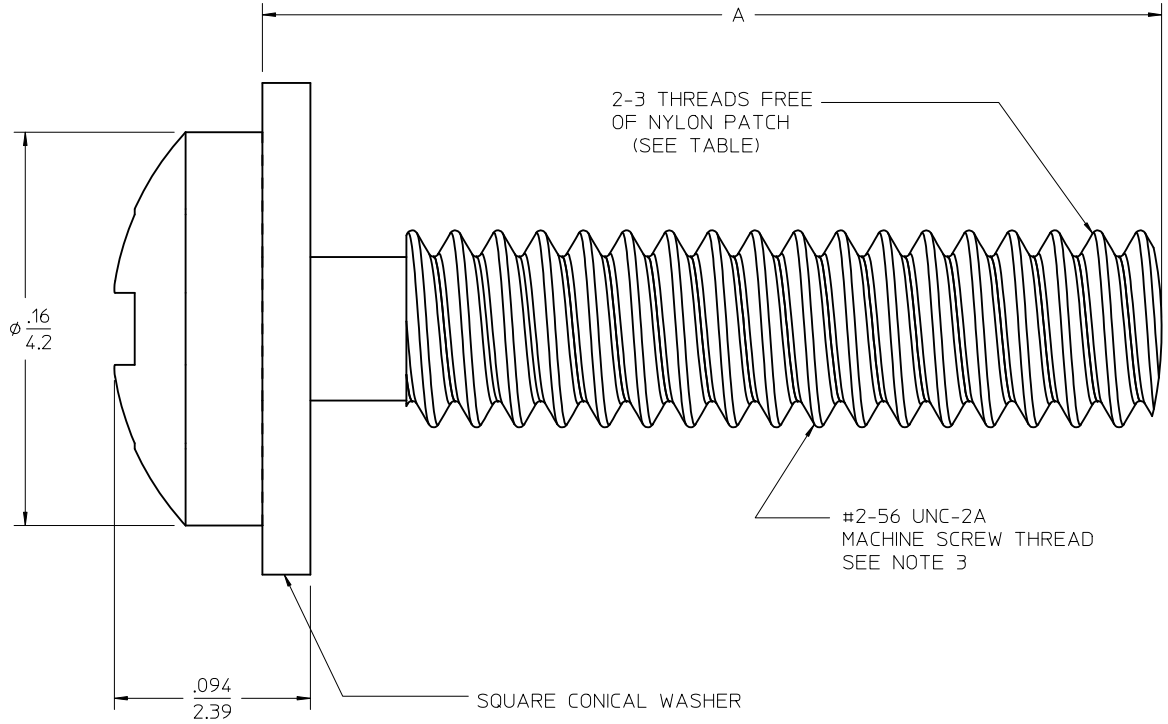 A
2-3 THREADS FREE
OF NYLON PATCH
(SEE TABLE)
⌀ .16
4.2
#2-56 UNC-2A
MACHINE SCREW THREAD
SEE NOTE 3
.094
2.39
SQUARE CONICAL WASHER